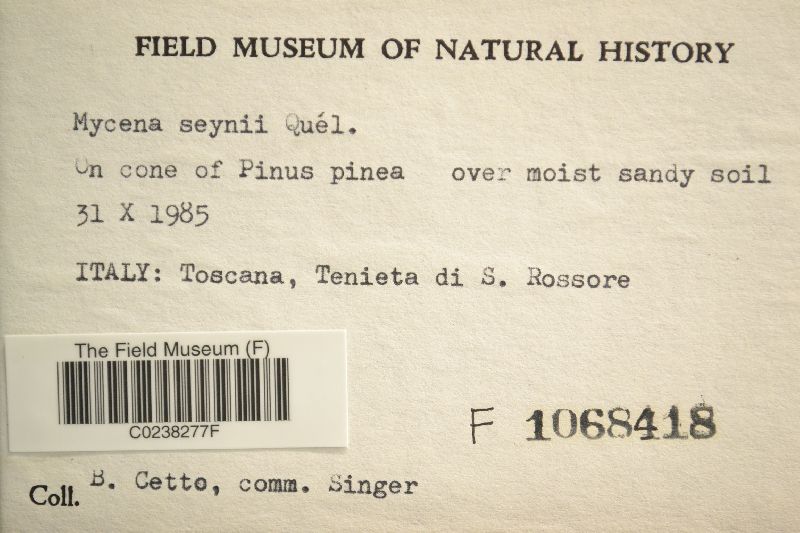 FIELD MUSEUM OF NATURAL HISTORY
Mycena seynii Quél.
On cone of Pinus pinea over moist sandy soil
31 X 1985
ITALY: Toscana, Tenieta di S. Rossore
The Field Museum (F)
C0238277F
F 1068418
Coll. B. Cetto, comm. Singer